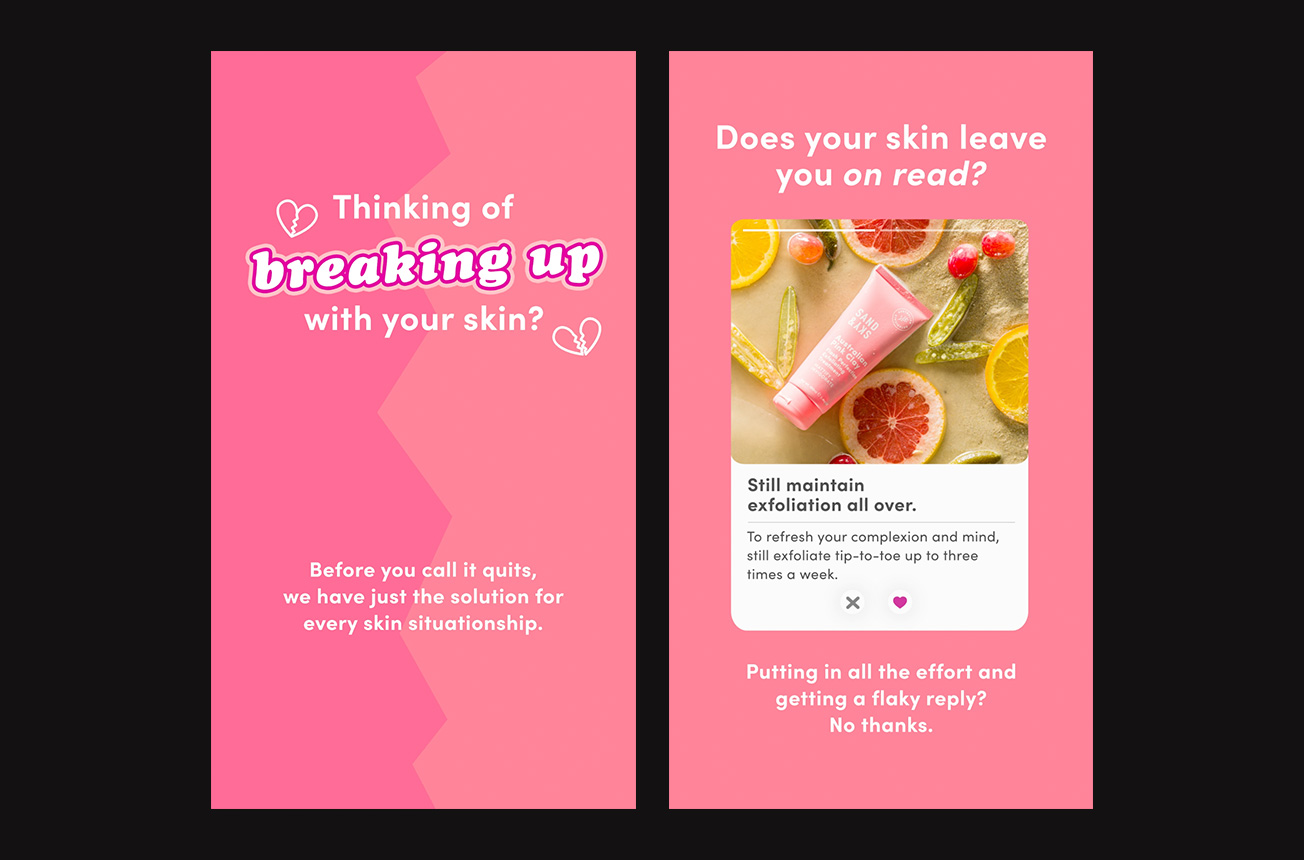 Thinking of
breaking up
with your skin?
Before you call it quits,
we have just the solution for
every skin situationship.
Does your skin leave
you on read?
SAND
&SKY
Australian
Pink Clay
Still maintain
exfoliation all over.
To refresh your complexion and mind,
still exfoliate tip-to-toe up to three
times a week.
Putting in all the effort and
getting a flaky reply?
No thanks.